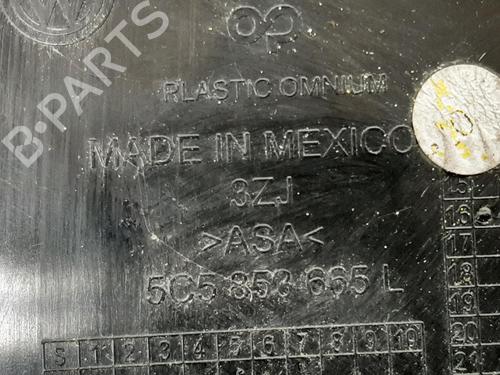 B-PARTS
PLASTIC OMNIUM
MADE IN MEXICO
3ZJ
>ASA<
5C5 853 665 L
15
16
17
18
19
20
21
S 1 2 3 4 5 6 7 8 9 10